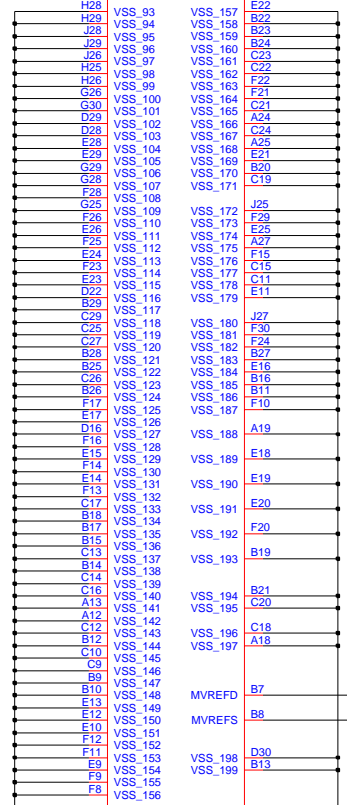 H28 VSS_93 VSS_157 E22
H29 VSS_94 VSS_158 B22
J28 VSS_95 VSS_159 B23
J29 VSS_96 VSS_160 B24
J26 VSS_97 VSS_161 C23
H25 VSS_98 VSS_162 C22
H26 VSS_99 VSS_163 F22
G26 VSS_100 VSS_164 F21
G30 VSS_101 VSS_165 C21
D29 VSS_102 VSS_166 A24
D28 VSS_103 VSS_167 C24
E28 VSS_104 VSS_168 A25
E29 VSS_105 VSS_169 E21
G29 VSS_106 VSS_170 B20
G28 VSS_107 VSS_171 C19
F28 VSS_108
G25 VSS_109 VSS_172 J25
F26 VSS_110 VSS_173 F29
E26 VSS_111 VSS_174 E25
F25 VSS_112 VSS_175 A27
E24 VSS_113 VSS_176 F15
F23 VSS_114 VSS_177 C15
E23 VSS_115 VSS_178 C11
D22 VSS_116 VSS_179 E11
B29 VSS_117
C29 VSS_118 VSS_180 J27
C25 VSS_119 VSS_181 F30
C27 VSS_120 VSS_182 F24
B28 VSS_121 VSS_183 B27
B25 VSS_122 VSS_184 E16
C26 VSS_123 VSS_185 B16
B26 VSS_124 VSS_186 B11
F17 VSS_125 VSS_187 F10
E17 VSS_126
D16 VSS_127 VSS_188 A19
F16 VSS_128
E15 VSS_129 VSS_189 E18
F14 VSS_130
E14 VSS_131 VSS_190 E19
F13 VSS_132
C17 VSS_133 VSS_191 E20
B18 VSS_134
B17 VSS_135 VSS_192 F20
B15 VSS_136
C13 VSS_137 VSS_193 B19
B14 VSS_138
C14 VSS_139
C16 VSS_140 VSS_194 B21
A13 VSS_141 VSS_195 C20
A12 VSS_142
C12 VSS_143 VSS_196 C18
B12 VSS_144 VSS_197 A18
C10 VSS_145
C9 VSS_146
B9 VSS_147
B10 VSS_148 MVREFD B7
E13 VSS_149
E12 VSS_150 MVREFS B8
E10 VSS_151
F12 VSS_152
F11 VSS_153 VSS_198 D30
E9 VSS_154 VSS_199 B13
F9 VSS_155
F8 VSS_156